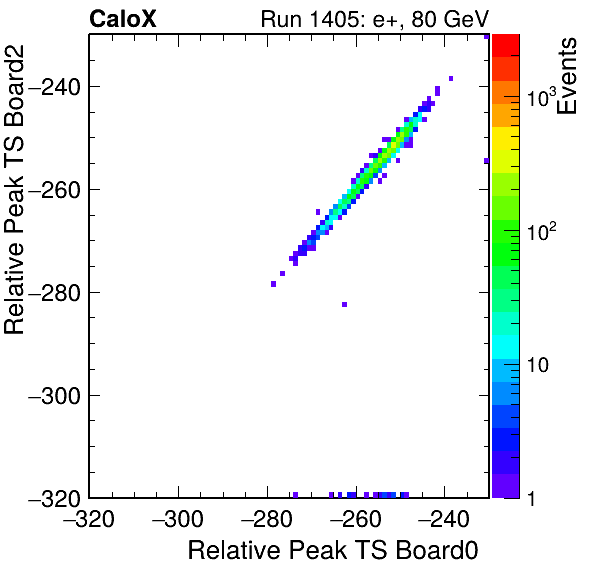 CaloX Run 1405: e+, 80 GeV
Relative Peak TS Board2
Events
−240
−260
−280
−300
−320
−320 −300 −280 −260 −240
Relative Peak TS Board0
10³
10²
10
1